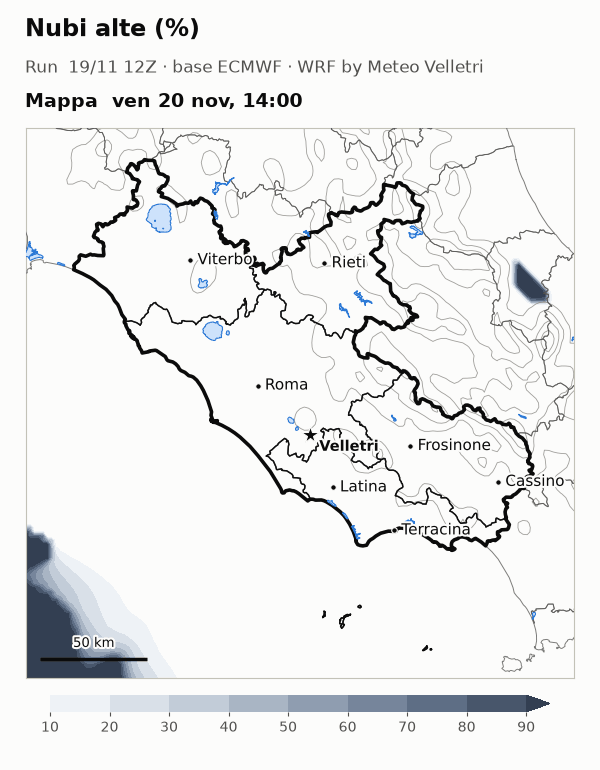 Nubi alte (%)
Run  19/11 12Z · base ECMWF · WRF by Meteo Velletri
Mappa  ven 20 nov, 14:00
Viterbo
Rieti
Roma
Velletri
Frosinone
Cassino
Latina
Terracina
50 km
10 20 30 40 50 60 70 80 90